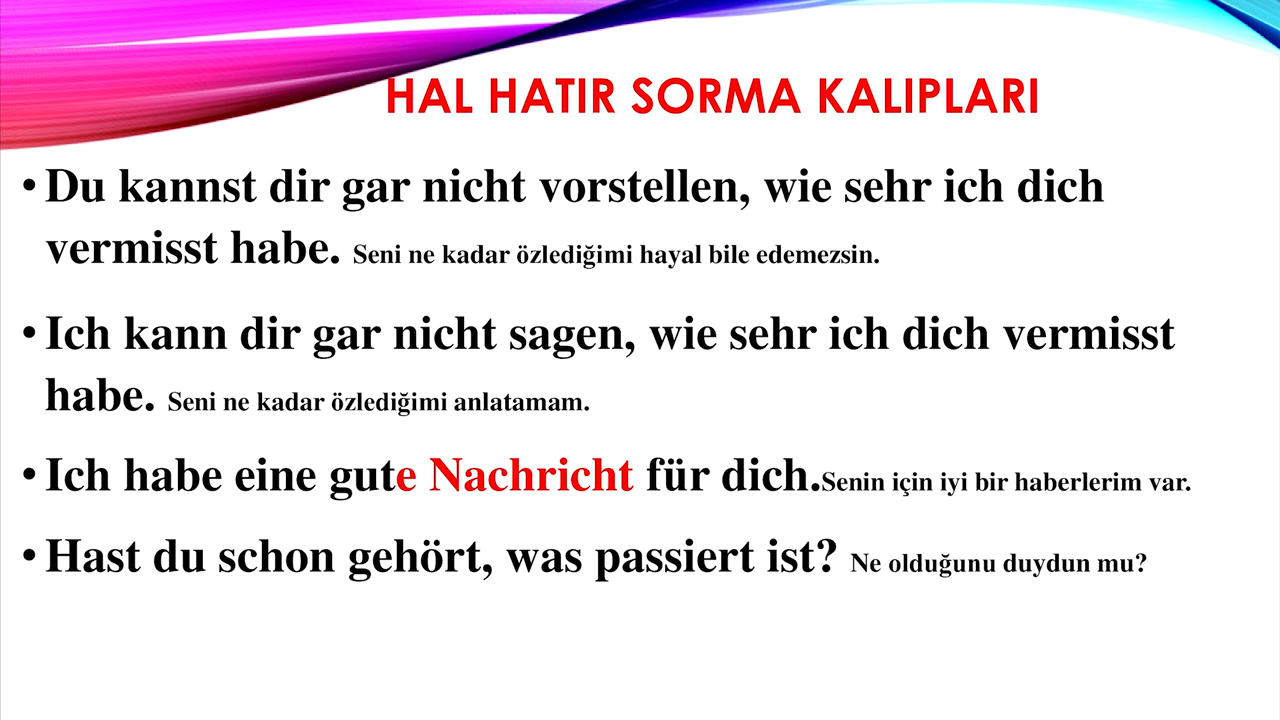 HAL HATIR SORMA KALIPLARI
• Du kannst dir gar nicht vorstellen, wie sehr ich dich
vermisst habe. Seni ne kadar özlediğimi hayal bile edemezsin.
• Ich kann dir gar nicht sagen, wie sehr ich dich vermisst
habe. Seni ne kadar özlediğimi anlatamam.
• Ich habe eine gute Nachricht für dich.Senin için iyi bir haberlerim var.
• Hast du schon gehört, was passiert ist? Ne olduğunu duydun mu?